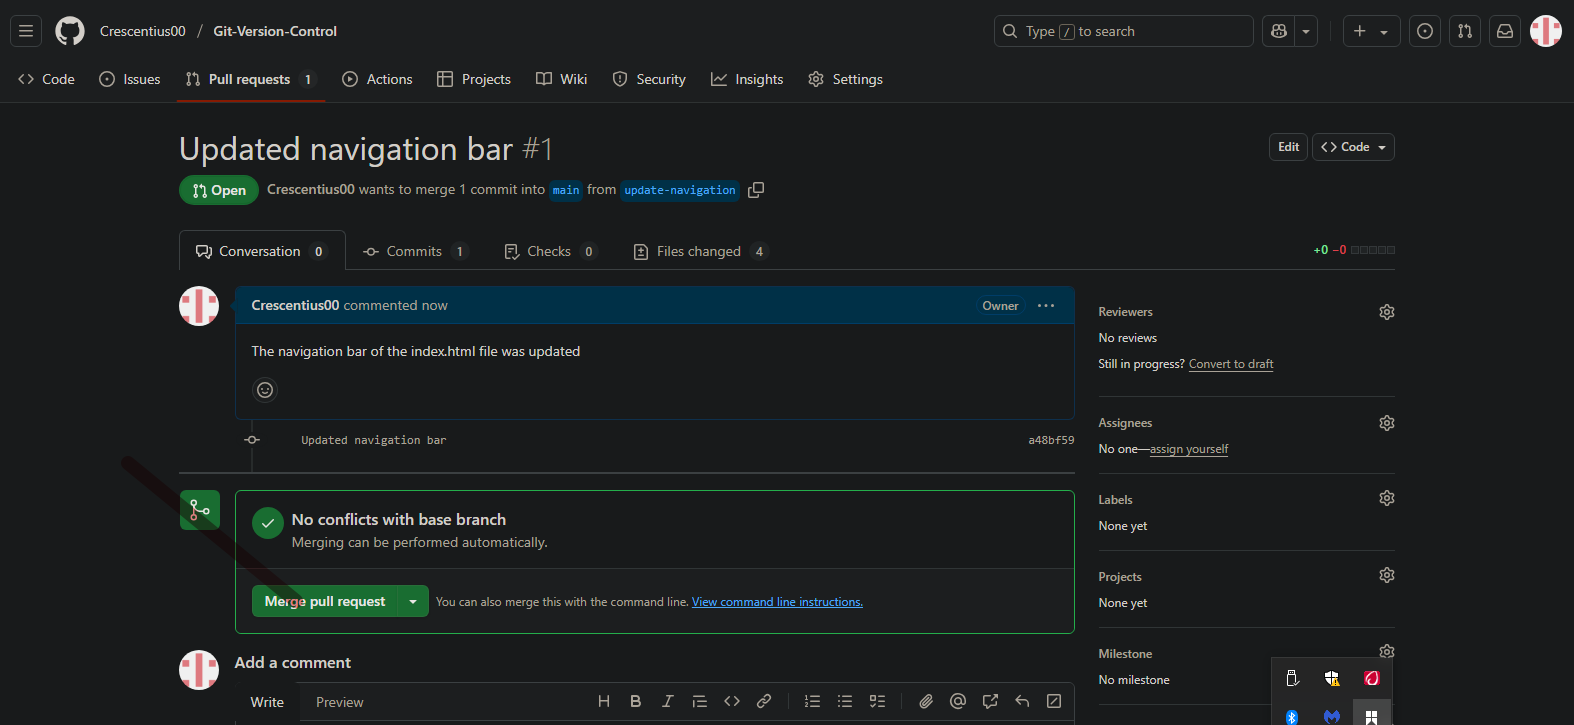 Crescentius00 / Git-Version-Control
Type / to search
Code Issues Pull requests 1 Actions Projects Wiki Security Insights Settings
Updated navigation bar #1
Edit
Code
Open
Crescentius00 wants to merge 1 commit into main from update-navigation
Conversation 0 Commits 1 Checks 0 Files changed 4
+0 −0
Crescentius00 commented now
Owner
The navigation bar of the index.html file was updated
Updated navigation bar
a48bf59
No conflicts with base branch
Merging can be performed automatically.
Merge pull request
You can also merge this with the command line. View command line instructions.
Add a comment
Write Preview
Reviewers
No reviews
Still in progress? Convert to draft
Assignees
No one—assign yourself
Labels
None yet
Projects
None yet
Milestone
No milestone